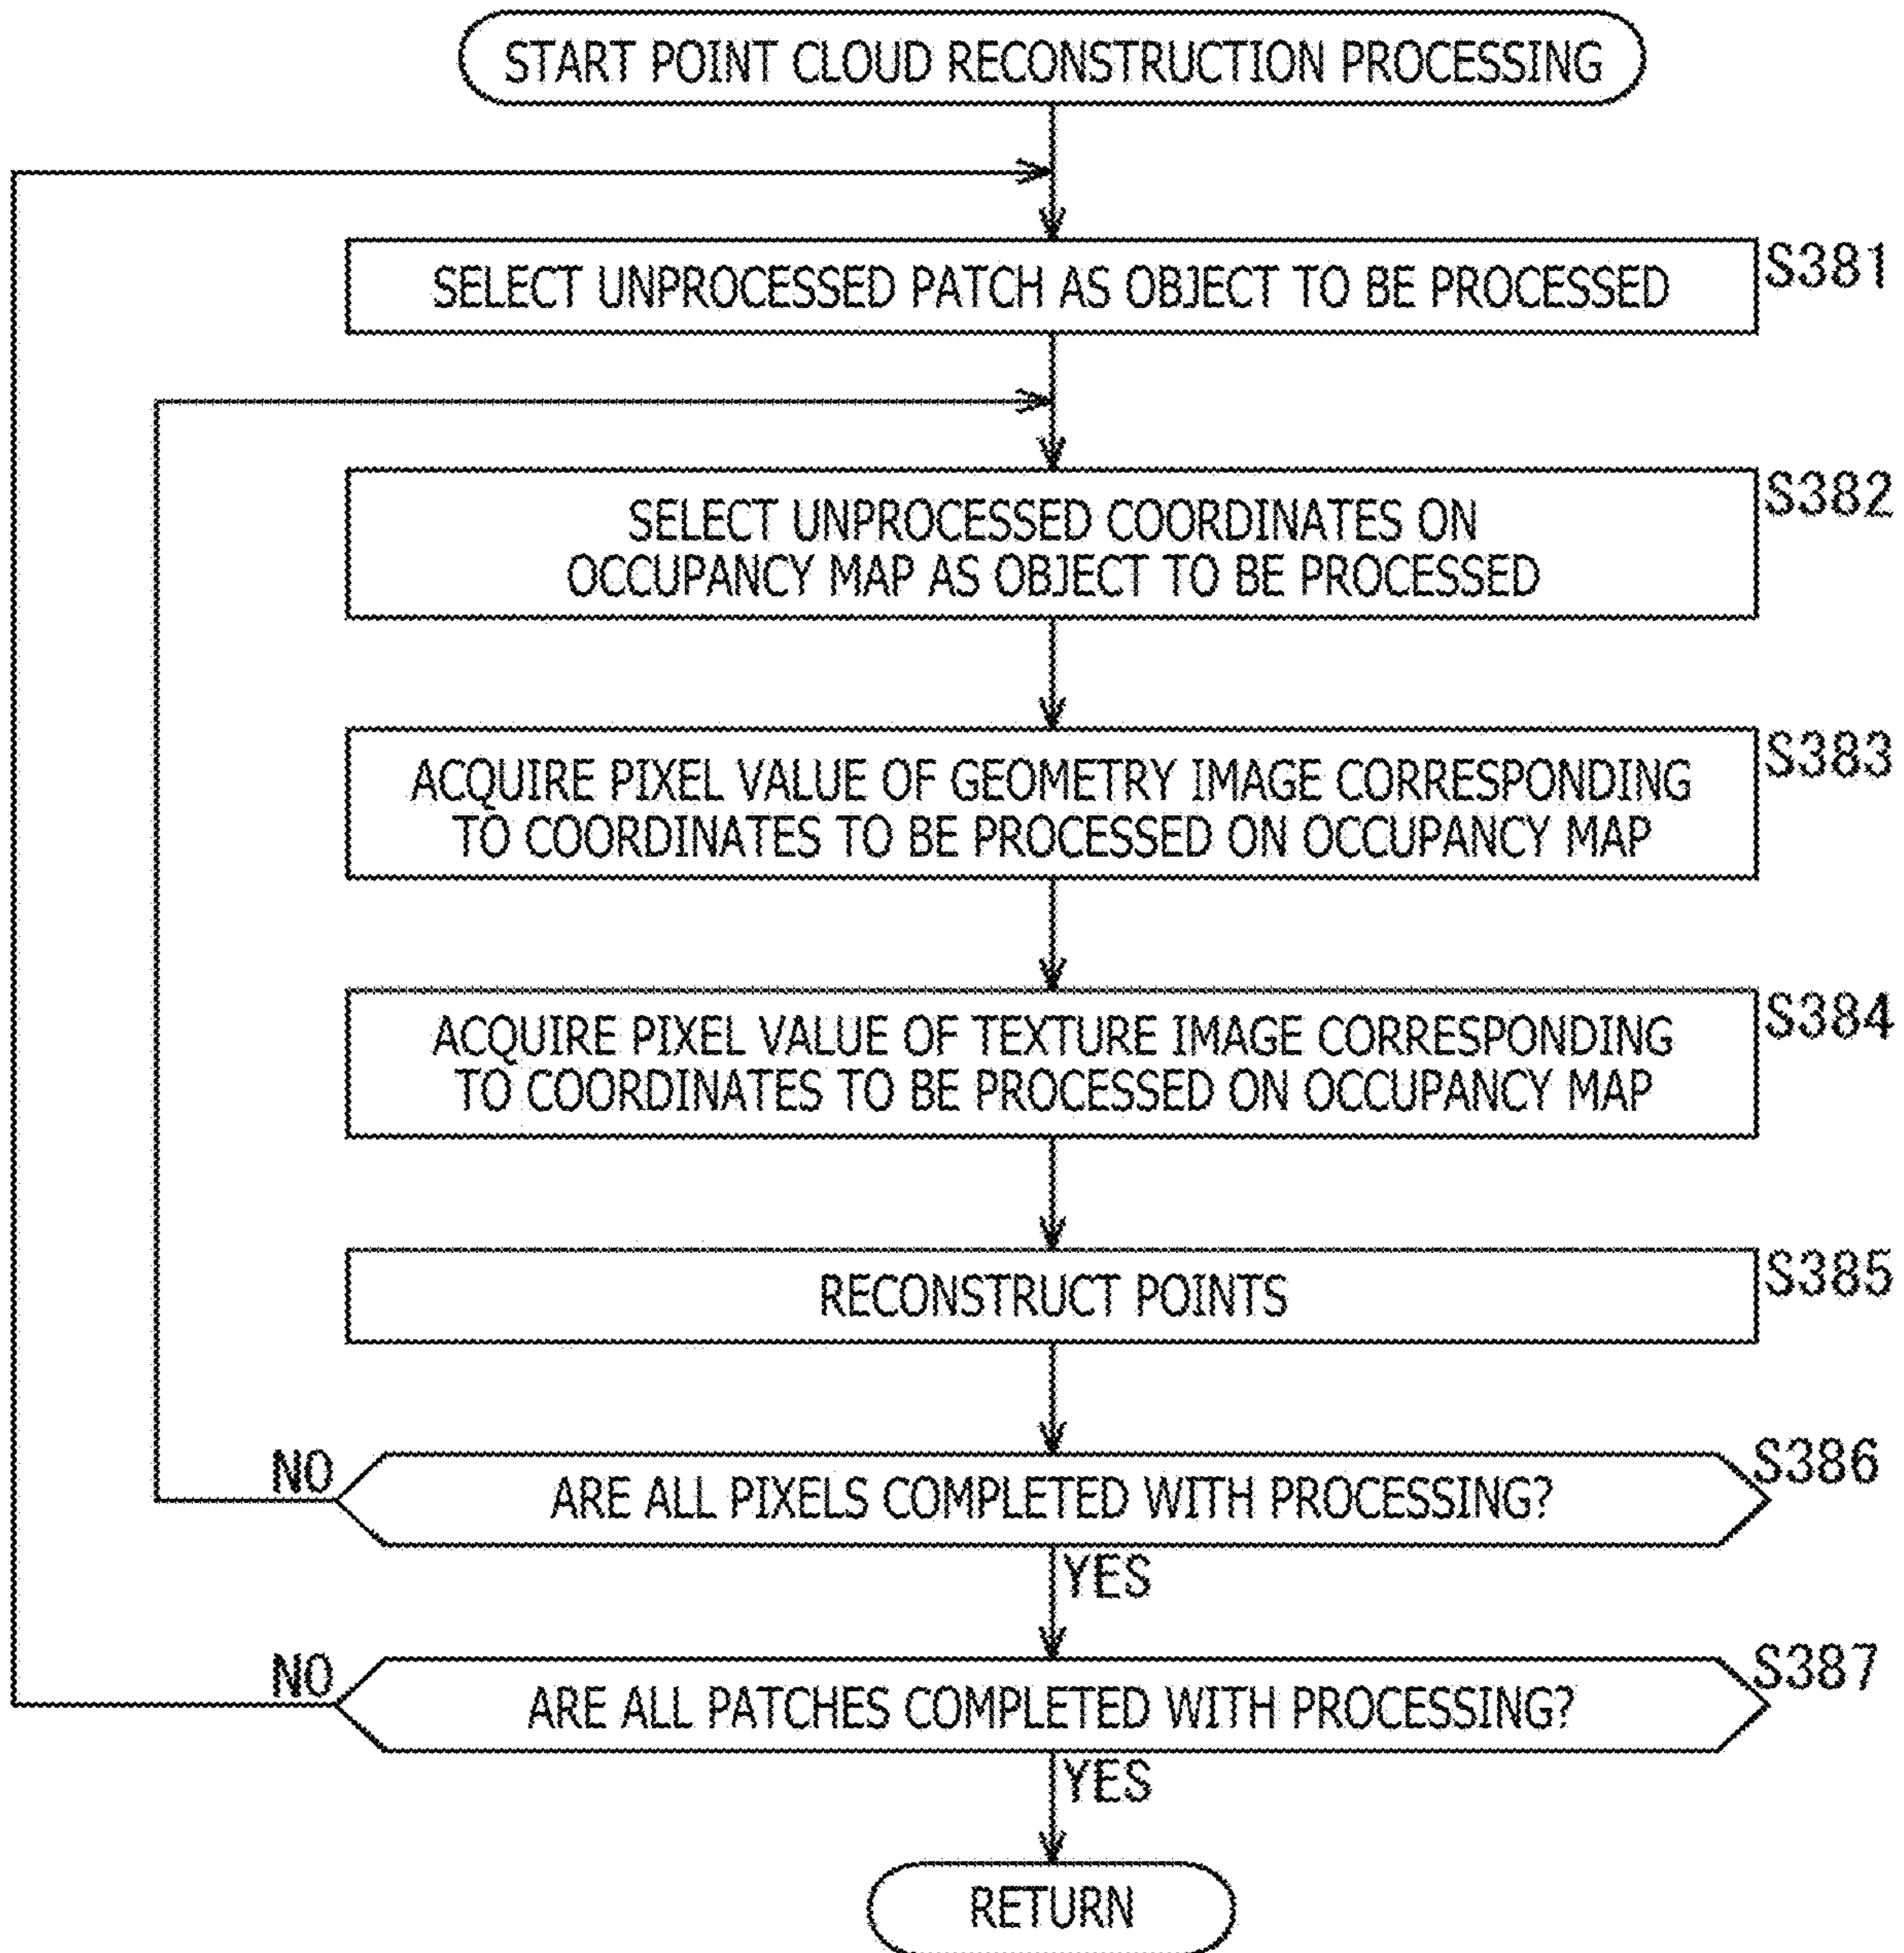 START POINT CLOUD RECONSTRUCTION PROCESSING
SELECT UNPROCESSED PATCH AS OBJECT TO BE PROCESSED
S381
SELECT UNPROCESSED COORDINATES ON
OCCUPANCY MAP AS OBJECT TO BE PROCESSED
S382
ACQUIRE PIXEL VALUE OF GEOMETRY IMAGE CORRESPONDING
TO COORDINATES TO BE PROCESSED ON OCCUPANCY MAP
S383
ACQUIRE PIXEL VALUE OF TEXTURE IMAGE CORRESPONDING
TO COORDINATES TO BE PROCESSED ON OCCUPANCY MAP
S384
RECONSTRUCT POINTS
S385
NO
ARE ALL PIXELS COMPLETED WITH PROCESSING?
S386
YES
NO
ARE ALL PATCHES COMPLETED WITH PROCESSING?
S387
YES
RETURN